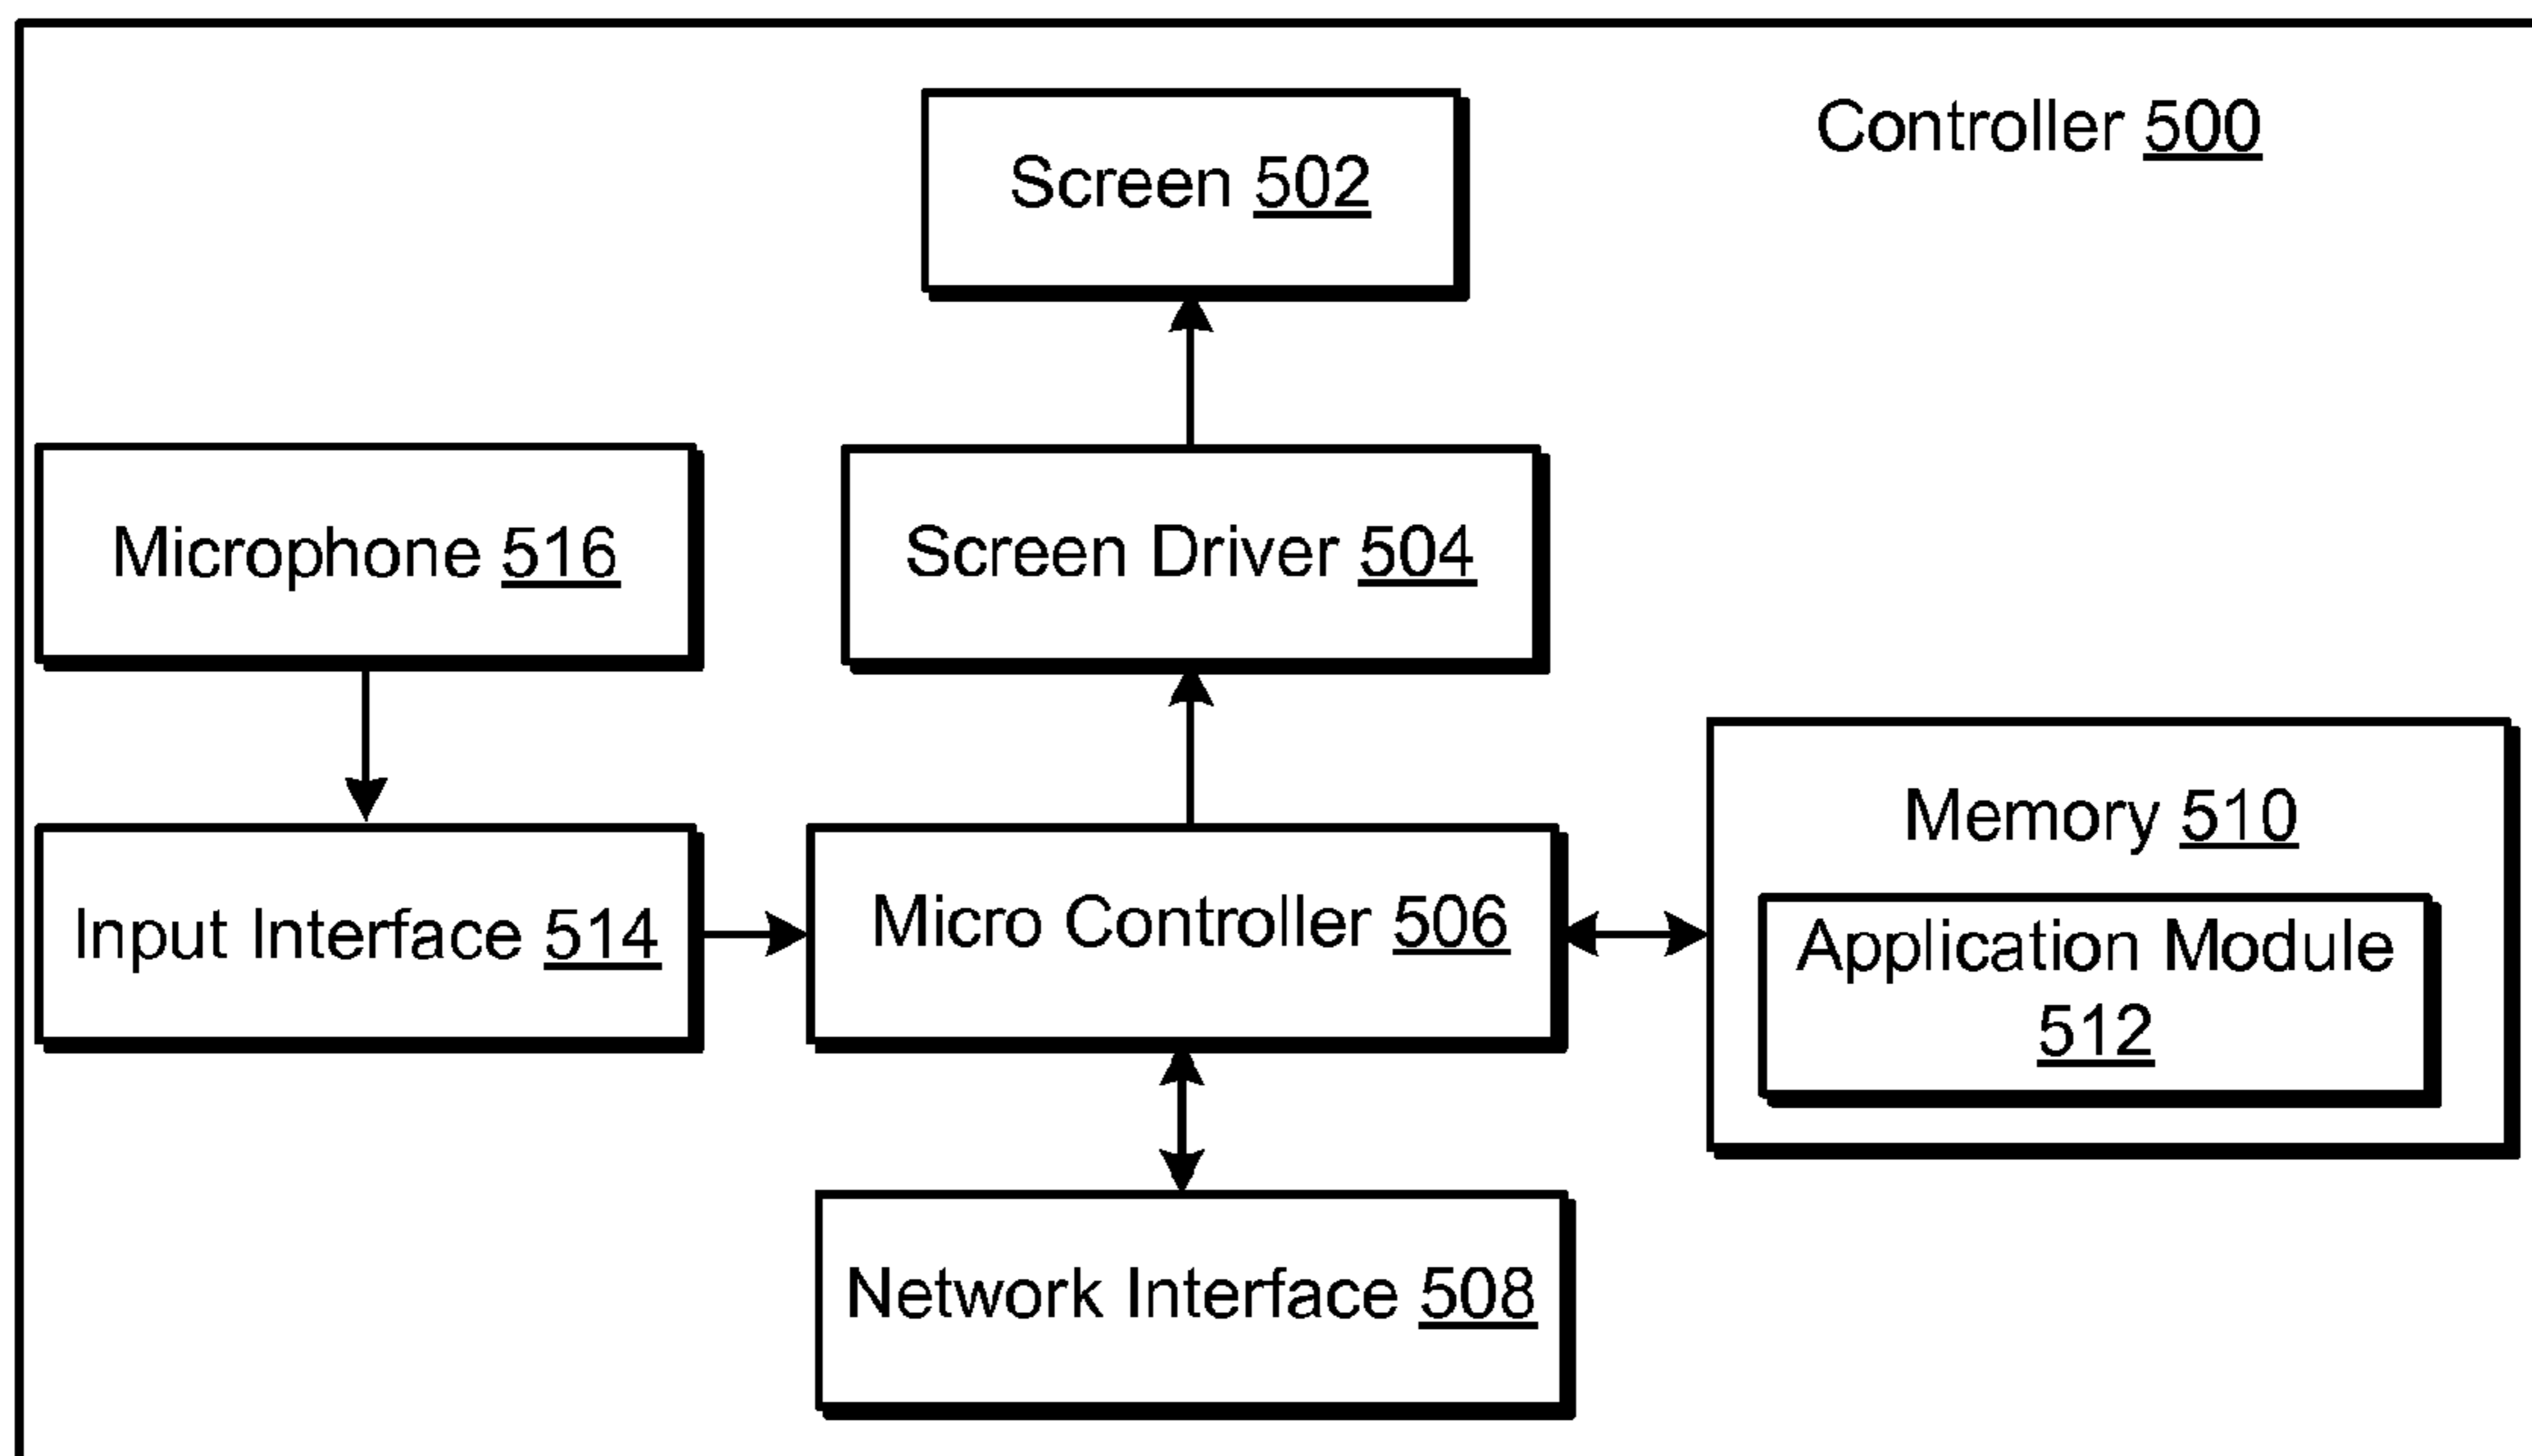 Controller 500
Screen 502
Microphone 516
Screen Driver 504
Memory 510
Input Interface 514
Micro Controller 506
Application Module
512
Network Interface 508